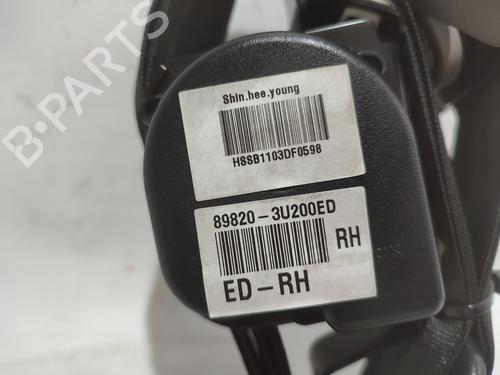 B-PARTS
Shin.hee.young
HSSB1103DF0598
89820-3U200ED
RH
ED-RH